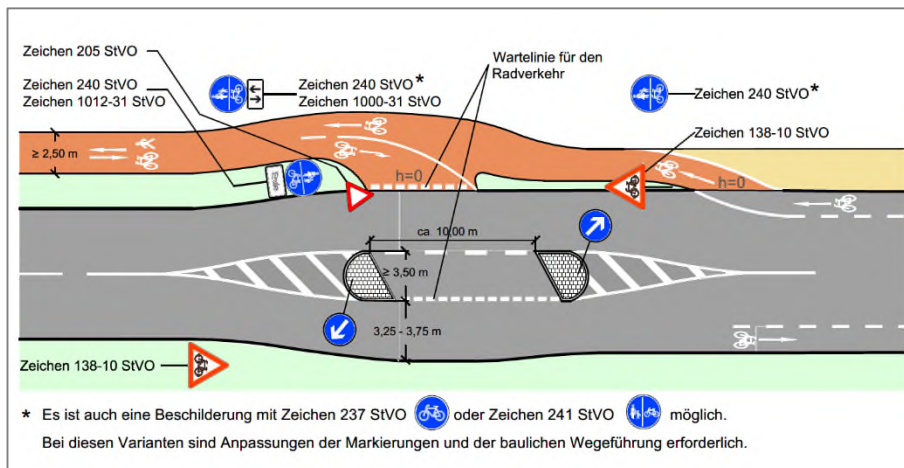 Zeichen 205 StVO
Zeichen 240 StVO
Zeichen 1012-31 StVO
Zeichen 240 StVO*
Zeichen 1000-31 StVO
Wartelinie für den
Radverkehr
Zeichen 240 StVO*
Zeichen 138-10 StVO
≥ 2,50 m
Ende
h=0
h=0
ca. 10,00 m
≥ 3,50 m
3,25 - 3,75 m
Zeichen 138-10 StVO
* Es ist auch eine Beschilderung mit Zeichen 237 StVO oder Zeichen 241 StVO möglich.
Bei diesen Varianten sind Anpassungen der Markierungen und der baulichen Wegeführung erforderlich.